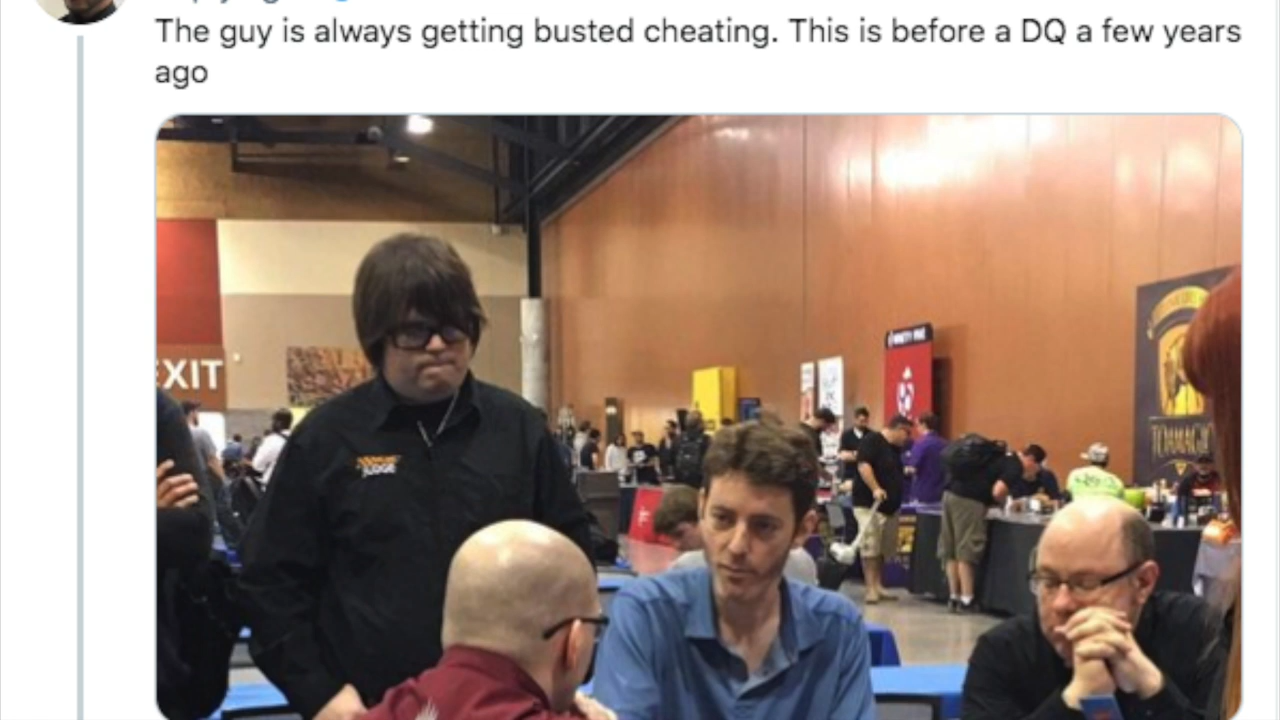 The guy is always getting busted cheating. This is before a DQ a few years
ago
EXIT
JUDGE